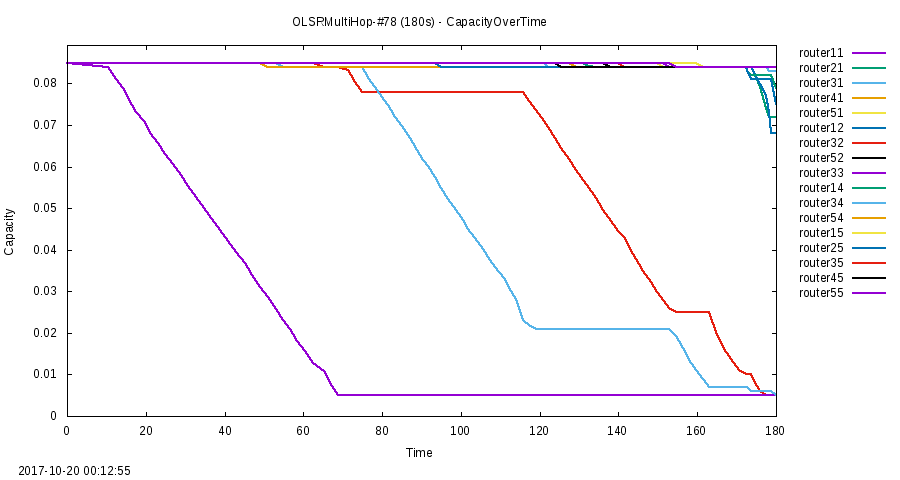 OLSRMultiHop-#78 (180s) - CapacityOverTime
router11
router21
router31
router41
router51
router12
router32
router52
router33
router14
router34
router54
router15
router25
router35
router45
router55
Capacity
0.08
0.07
0.06
0.05
0.04
0.03
0.02
0.01
0
0 20 40 60 80 100 120 140 160 180
Time
2017-10-20 00:12:55